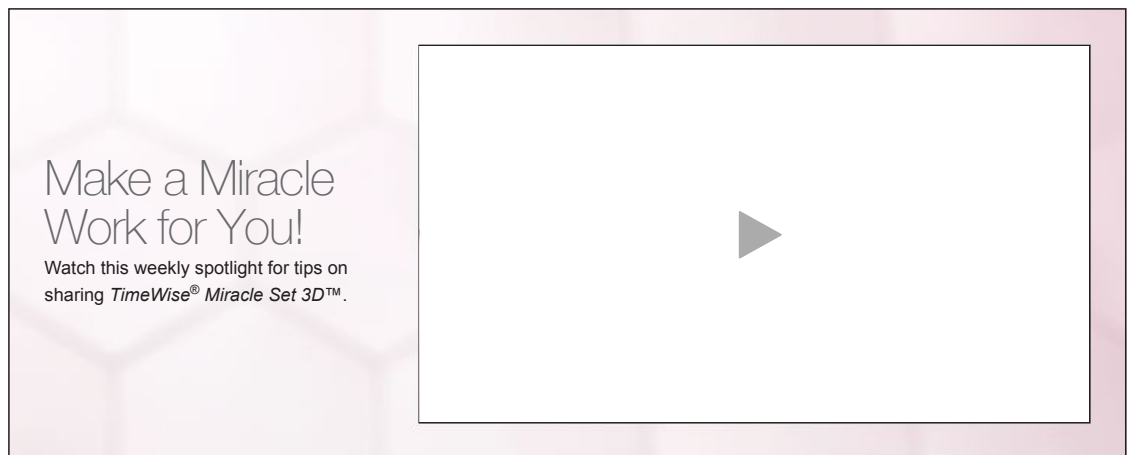 Make a Miracle
Work for You!
Watch this weekly spotlight for tips on
sharing TimeWise® Miracle Set 3D™.